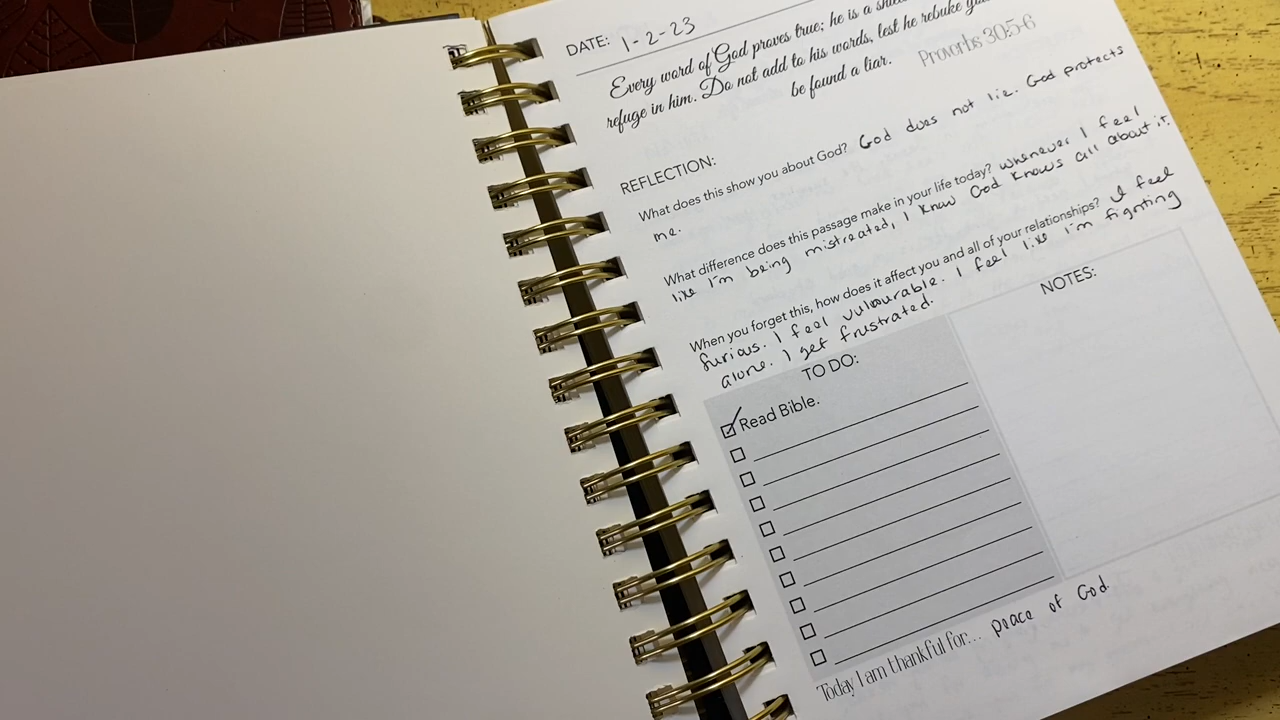 DATE: 1-2-23
Every word of God proves true; he is a
refuge in him. Do not add to his words, lest he rebuke
be found a liar.
Proverbs 30:5-6
REFLECTION:
What does this show you about God? God does not lie. God protects
me.
What difference does this passage make in your life today? whenever I feel
like I'm being mistreated, I know God knows all about it.
When you forget this, how does it affect you and all of your relationships? I feel
furious. I feel vulnurable. I feel like I'm fighting
alone. I get frustrated.
TO DO:
Read Bible.
NOTES:
Today I am thankful for... peace of God